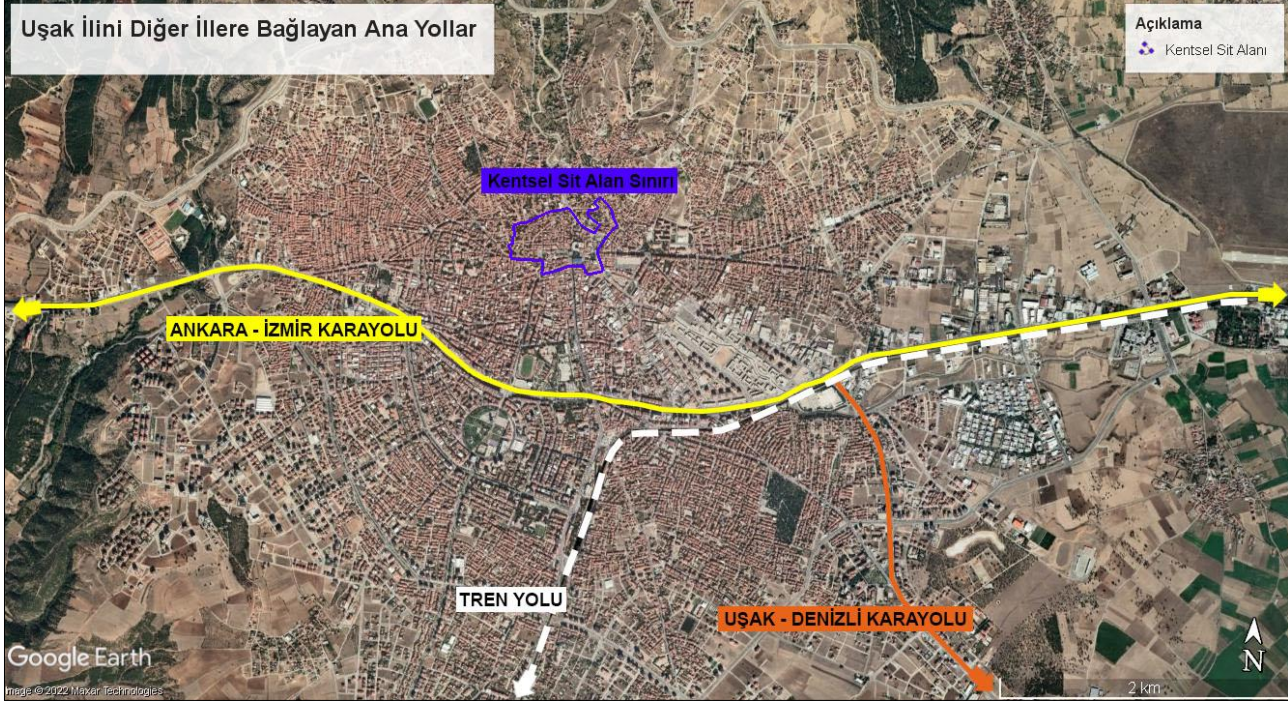 Uşak İlini Diğer İllere Bağlayan Ana Yollar
Açıklama
Kentsel Sit Alanı
Kentsel Sit Alan Sınırı
ANKARA - İZMİR KARAYOLU
TREN YOLU
UŞAK - DENİZLİ KARAYOLU
Google Earth
N
2 km
Image © 2022 Maxar Technologies